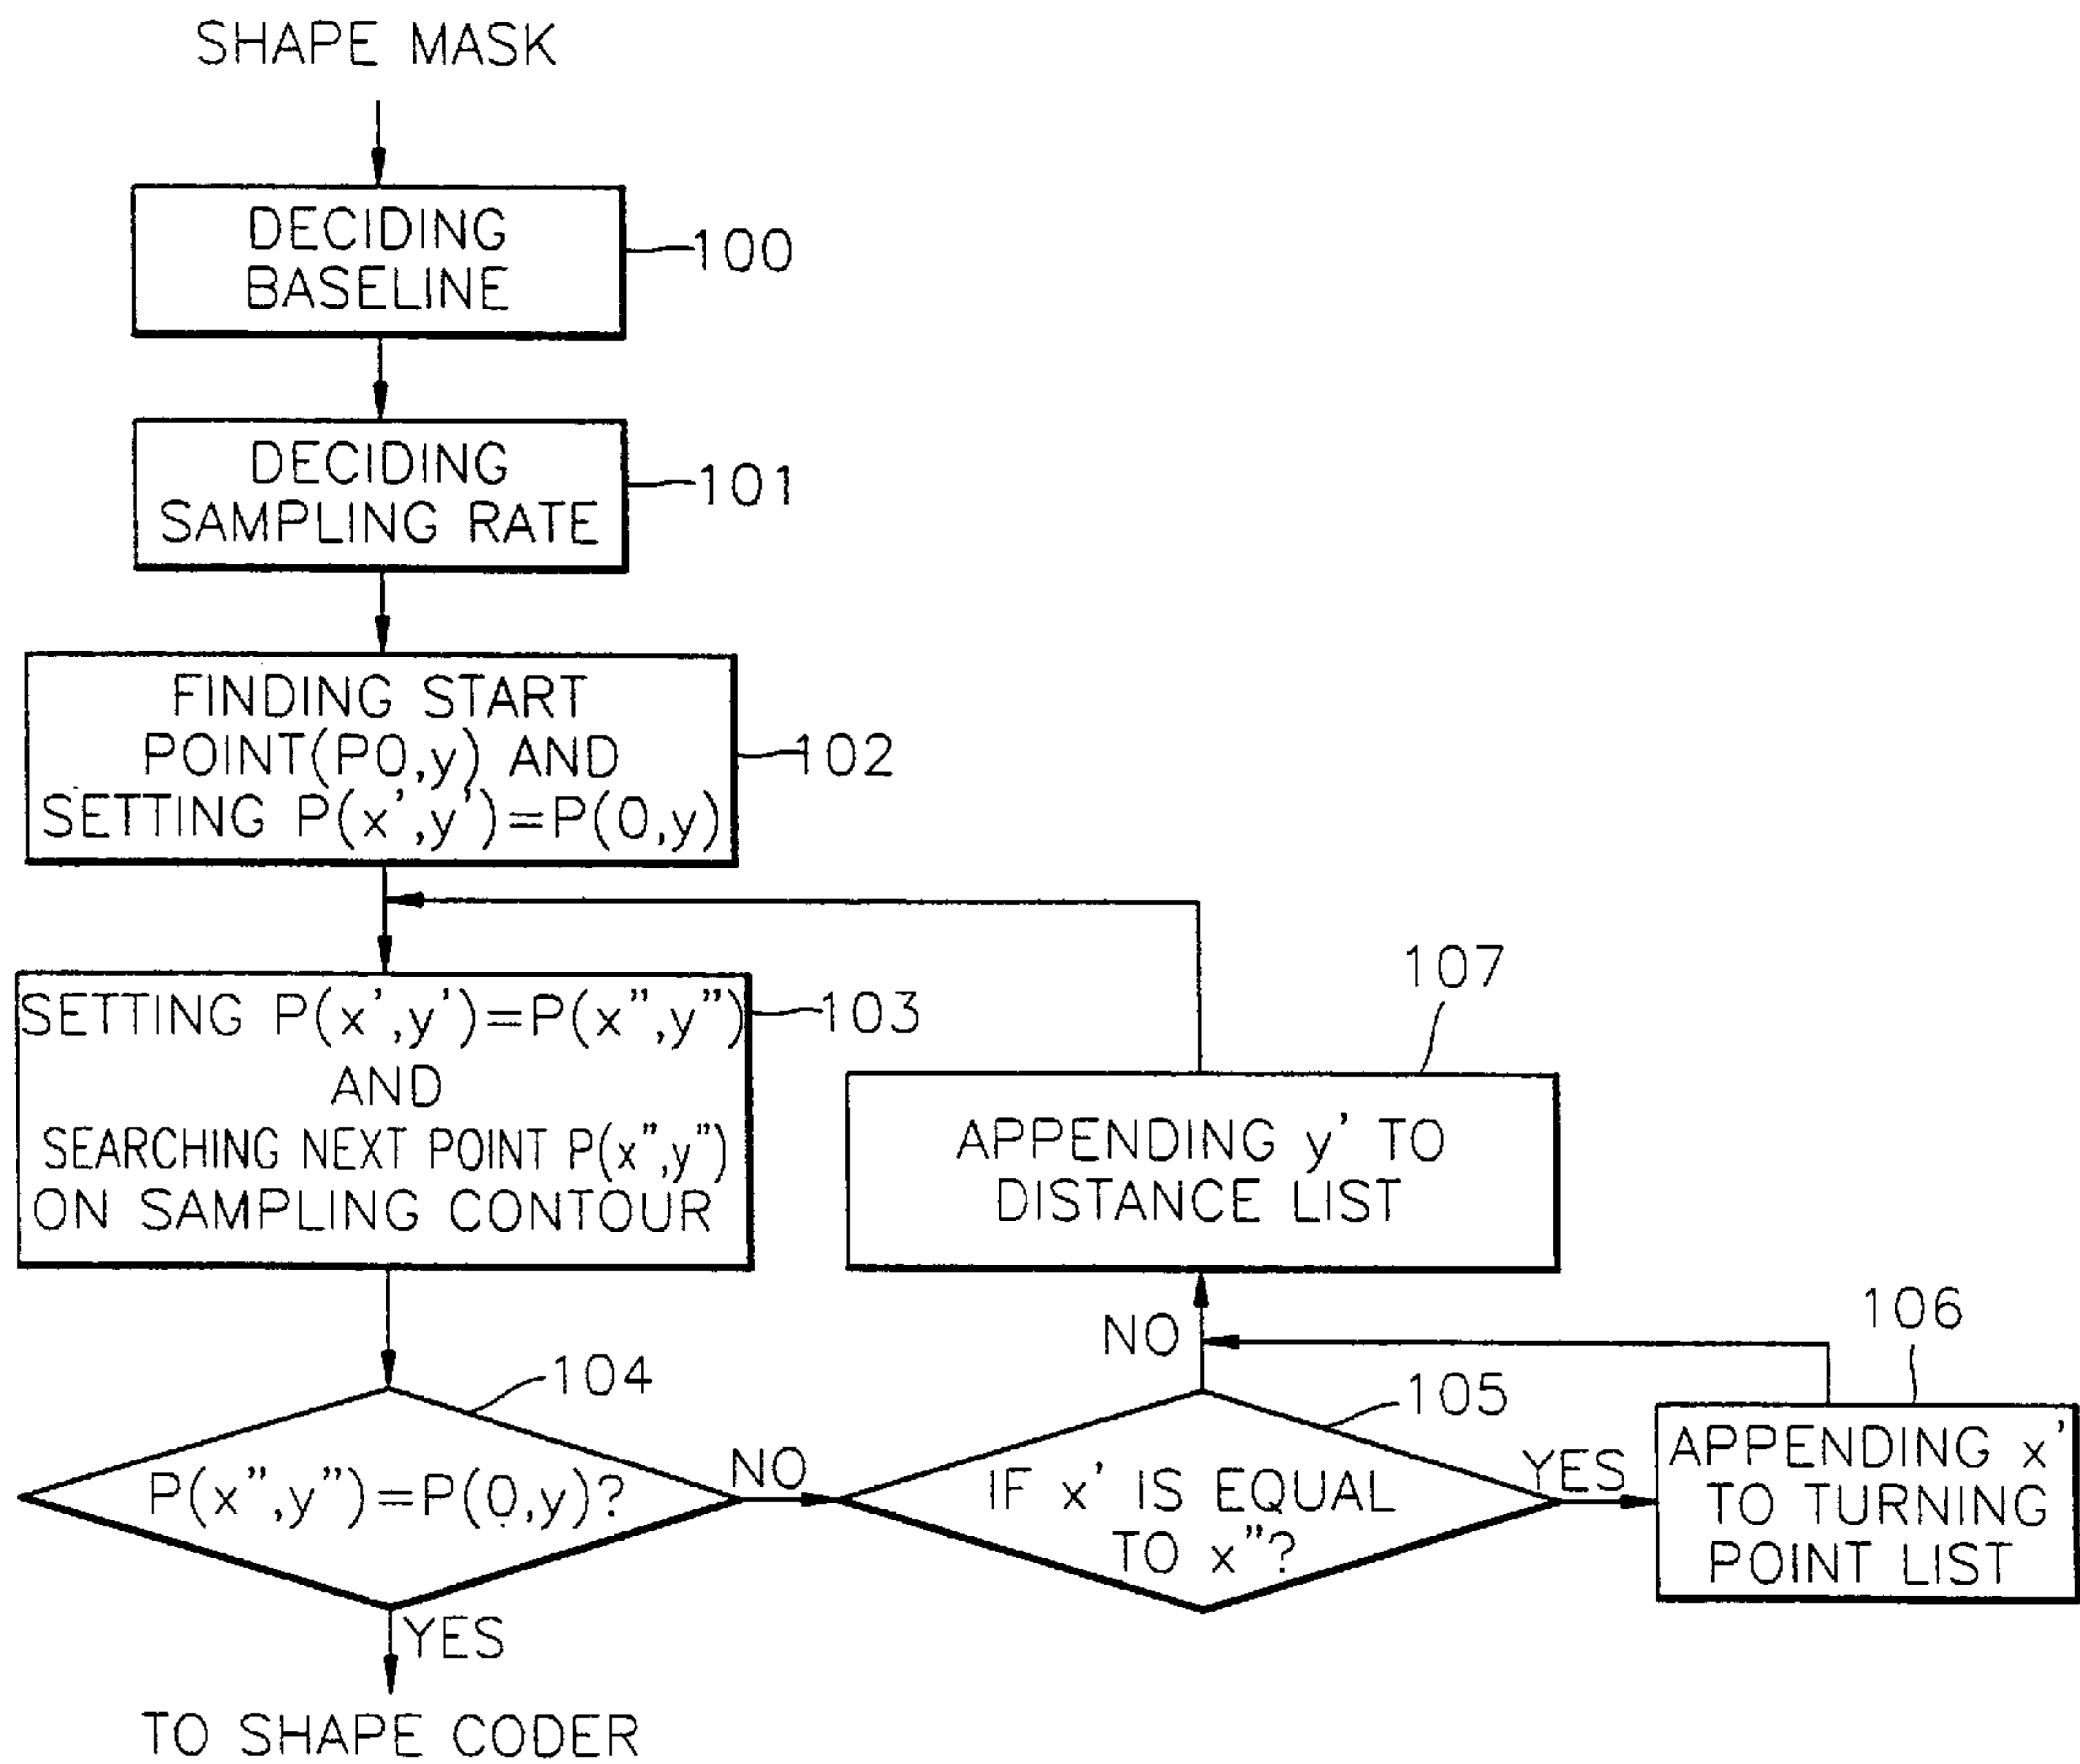 SHAPE MASK
DECIDING
BASELINE
100
DECIDING
SAMPLING RATE
101
FINDING START
POINT(P0,y) AND
SETTING P(x',y')=P(0,y)
102
SETTING P(x',y')=P(x",y")
AND
SEARCHING NEXT POINT P(x",y")
ON SAMPLING CONTOUR
103
107
APPENDING y' TO
DISTANCE LIST
104
P(x",y")=P(0,y)?
NO
YES
105
IF x' IS EQUAL
TO x"?
NO
YES
106
APPENDING x'
TO TURNING
POINT LIST
TO SHAPE CODER